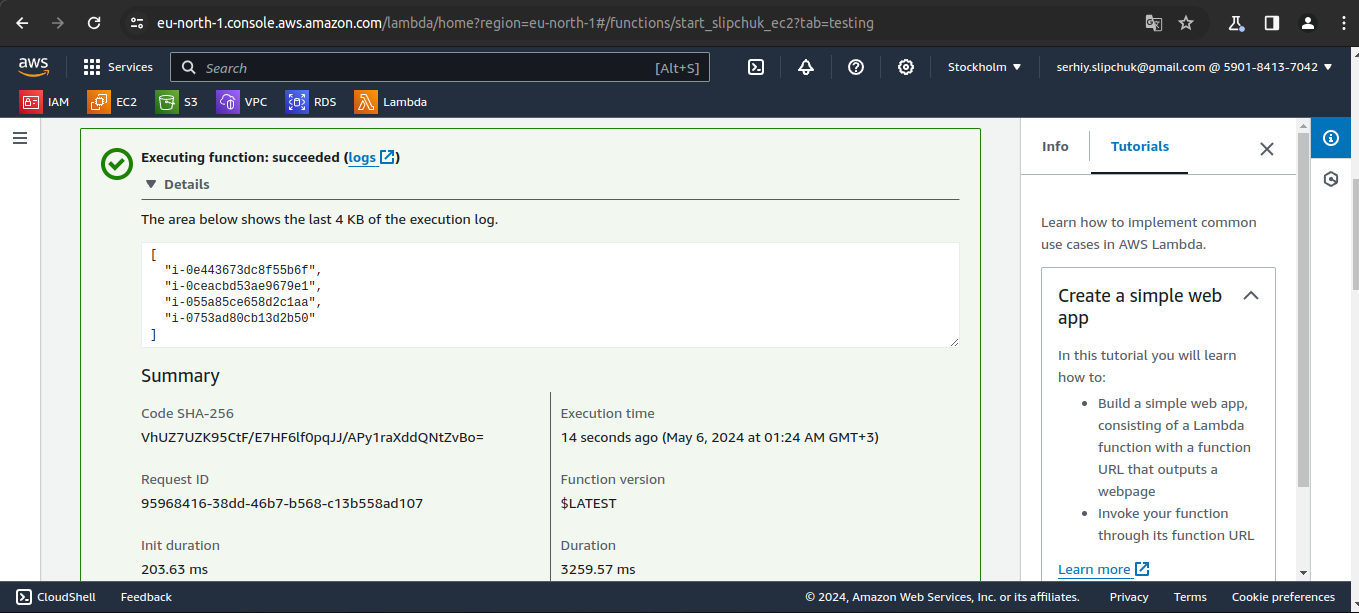 eu-north-1.console.aws.amazon.com/lambda/home?region=eu-north-1#/functions/start_slipchuk_ec2?tab=testing
aws
Services
Search
[Alt+S]
Stockholm
serhiy.slipchuk@gmail.com @ 5901-8413-7042
IAM
EC2
S3
VPC
RDS
Lambda
Executing function: succeeded (logs)
Details
The area below shows the last 4 KB of the execution log.
[
"i-0e443673dc8f55b6f",
"i-0ceacbd53ae9679e1",
"i-055a85ce658d2c1aa",
"i-0753ad80cb13d2b50"
]
Summary
Code SHA-256
VhUZ7UZK95CtF/E7HF6lf0pqJJ/APy1raXddQNtZvBo=
Execution time
14 seconds ago (May 6, 2024 at 01:24 AM GMT+3)
Request ID
95968416-38dd-46b7-b568-c13b558ad107
Function version
$LATEST
Init duration
203.63 ms
Duration
3259.57 ms
Info
Tutorials
Learn how to implement common
use cases in AWS Lambda.
Create a simple web
app
In this tutorial you will learn
how to:
• Build a simple web app,
consisting of a Lambda
function with a function
URL that outputs a
webpage
• Invoke your function
through its function URL
Learn more
CloudShell
Feedback
© 2024, Amazon Web Services, Inc. or its affiliates.
Privacy
Terms
Cookie preferences